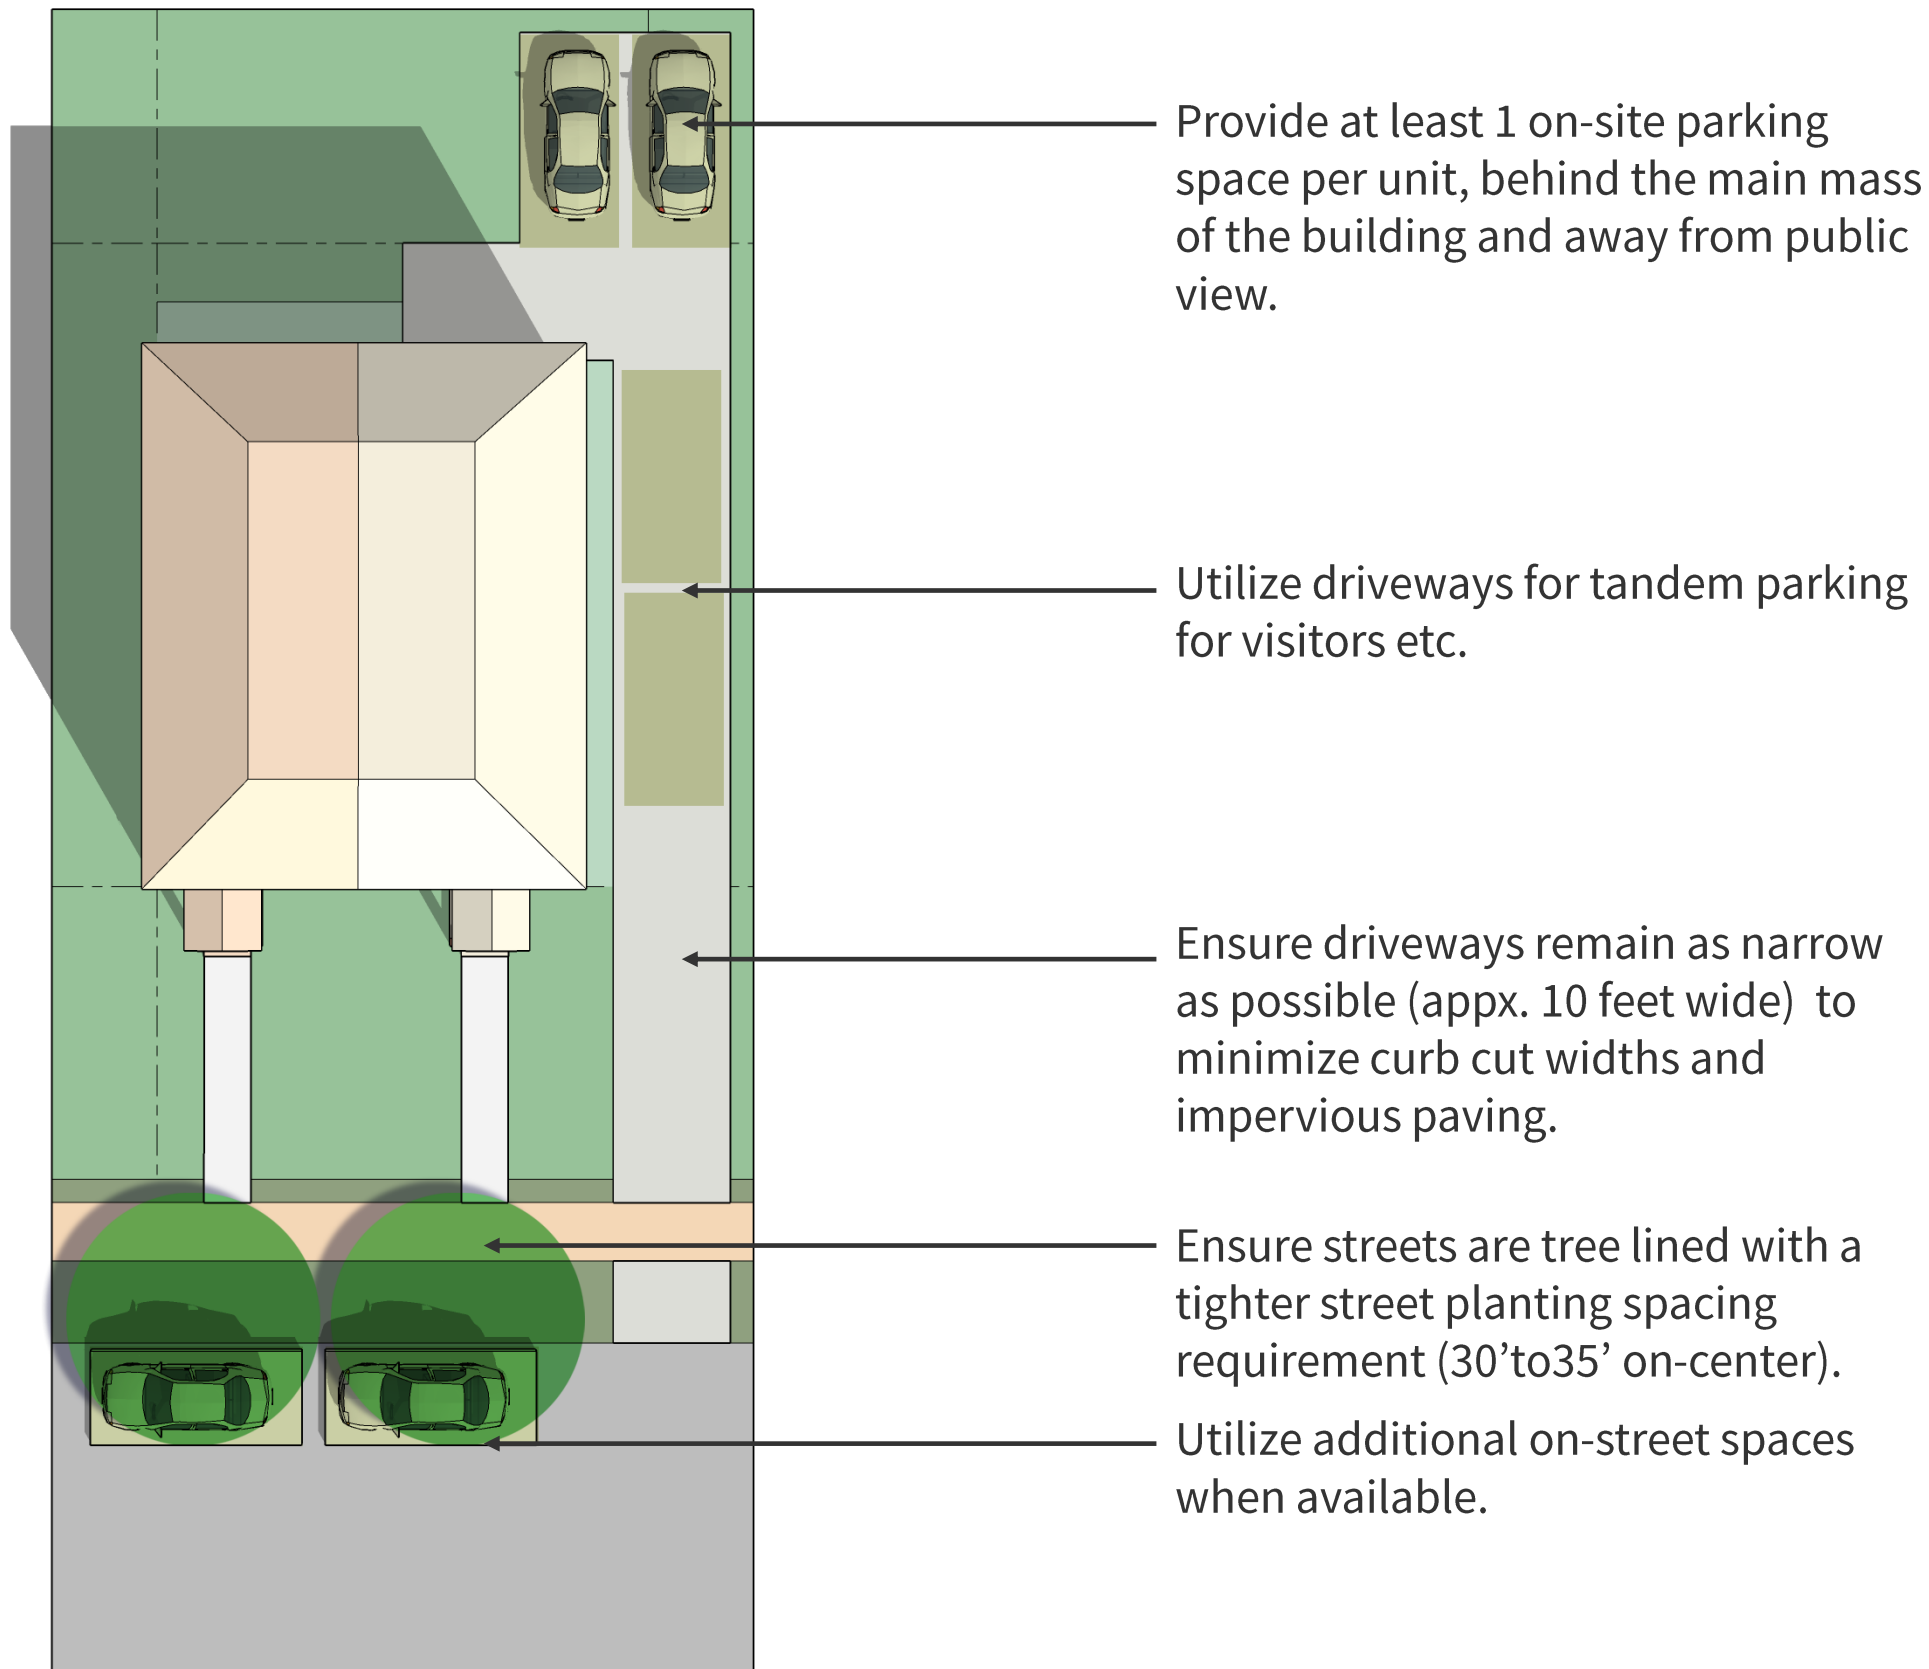 Provide at least 1 on-site parking
space per unit, behind the main mass
of the building and away from public
view.
Utilize driveways for tandem parking
for visitors etc.
Ensure driveways remain as narrow
as possible (appx. 10 feet wide)  to
minimize curb cut widths and
impervious paving.
Ensure streets are tree lined with a
tighter street planting spacing
requirement (30’to35’ on-center).
Utilize additional on-street spaces
when available.